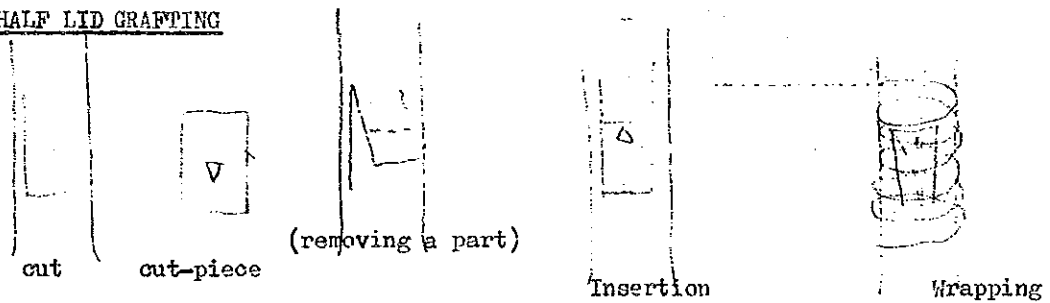 HALF LID GRAFTING
cut
cut-piece
(removing a part)
Insertion
Wrapping